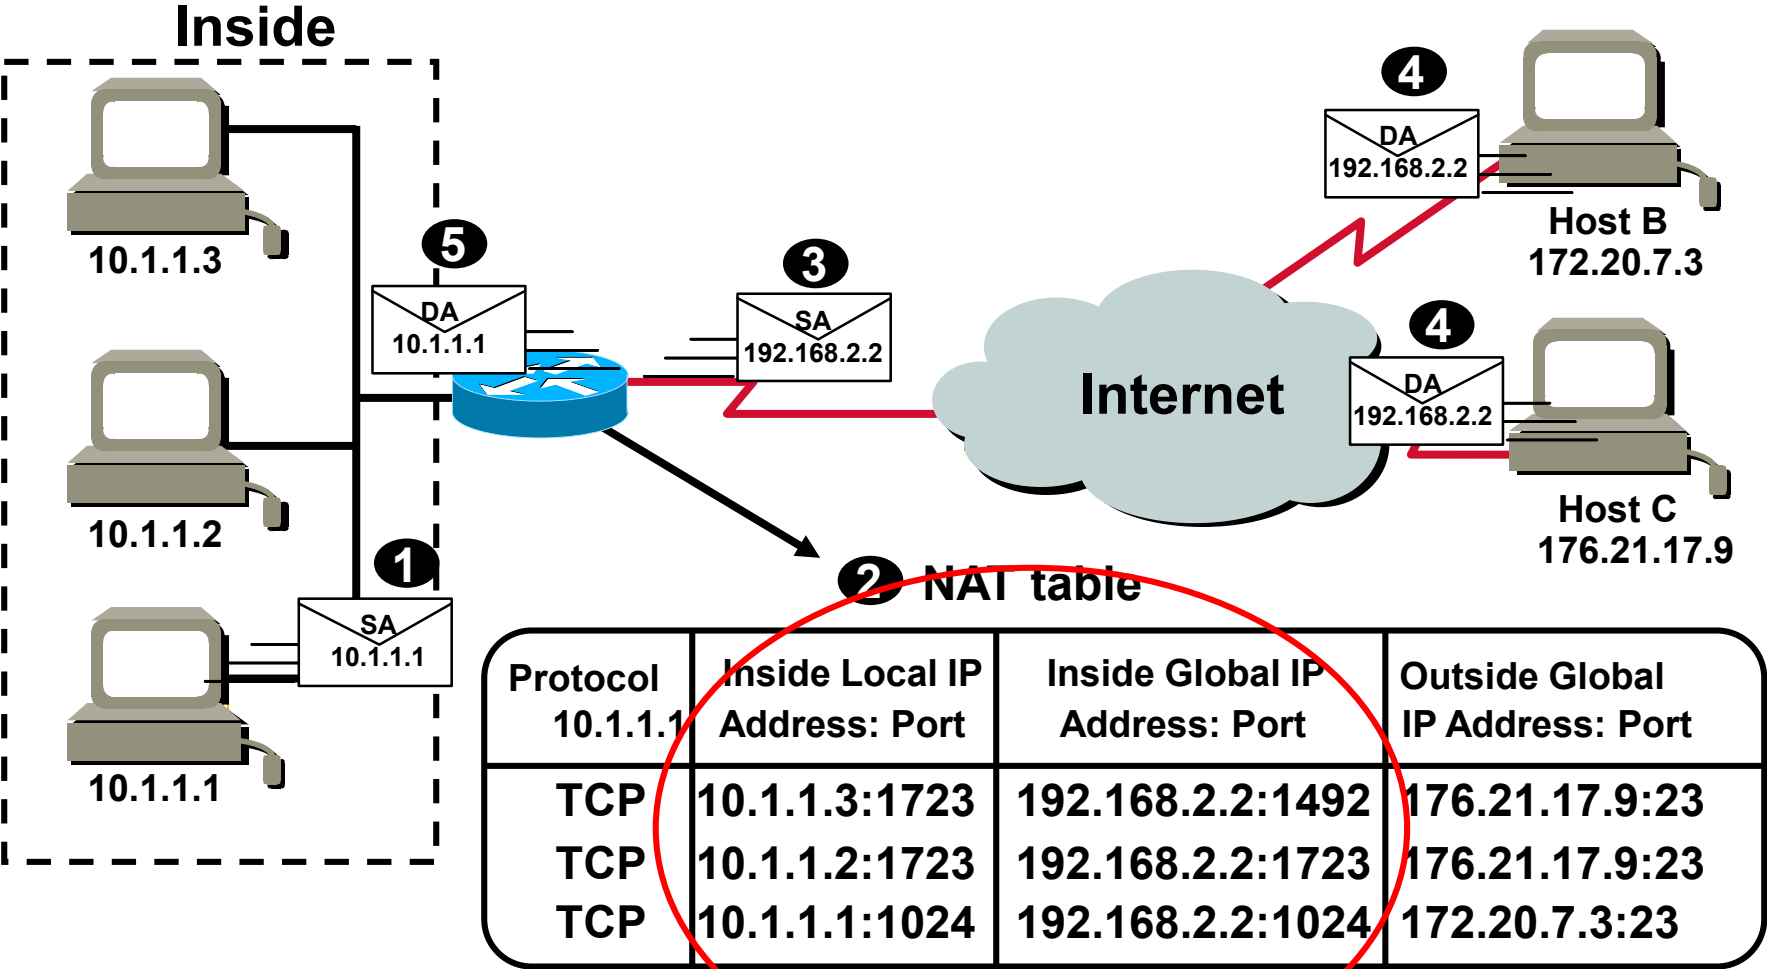 Inside
4
DA
192.168.2.2
Host B
172.20.7.3
10.1.1.3
5
DA
10.1.1.1
3
SA
192.168.2.2
Internet
4
DA
192.168.2.2
Host C
176.21.17.9
10.1.1.2
1
SA
10.1.1.1
10.1.1.1
2 NAT table
Protocol
10.1.1.1
Inside Local IP
Address: Port
Inside Global IP
Address: Port
Outside Global
IP Address: Port
TCP 10.1.1.3:1723 192.168.2.2:1492 176.21.17.9:23
TCP 10.1.1.2:1723 192.168.2.2:1723 176.21.17.9:23
TCP 10.1.1.1:1024 192.168.2.2:1024 172.20.7.3:23